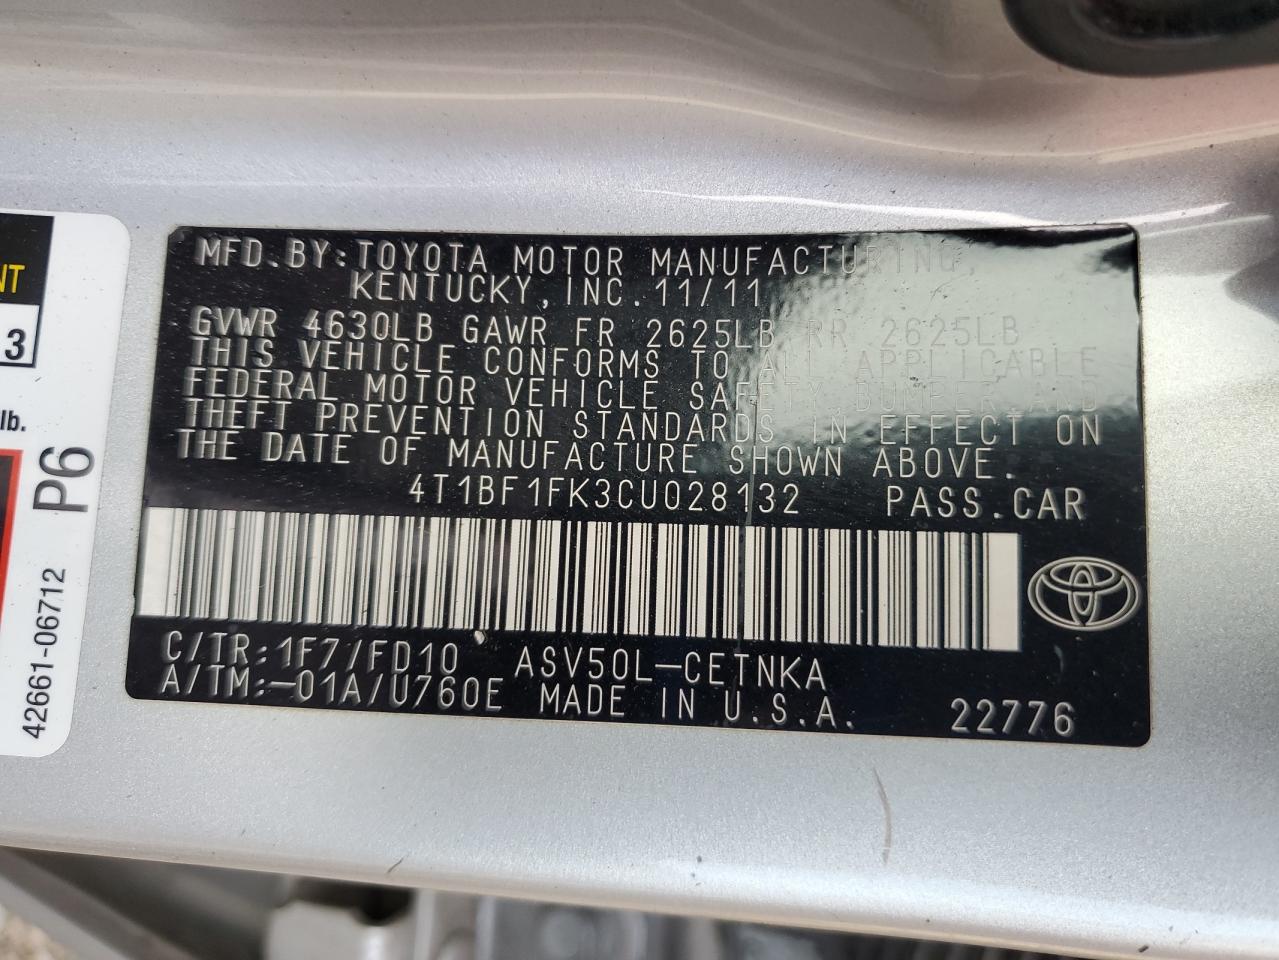 MFD.BY:TOYOTA MOTOR MANUFACTURING,
KENTUCKY,INC.11/11
GVWR 4630LB GAWR FR 2625LB RR 2625LB
THIS VEHICLE CONFORMS TO ALL APPLICABLE
FEDERAL MOTOR VEHICLE SAFETY,BUMPER,AND
THEFT PREVENTION STANDARDS IN EFFECT ON
THE DATE OF MANUFACTURE SHOWN ABOVE.
4T1BF1FK3CU028132 PASS.CAR
C/TR:1F7/FD10 ASV50L-CETNKA
A/TM:-01A/U760E MADE IN U.S.A. 22776
NT
3
lb.
P6
42661-06712